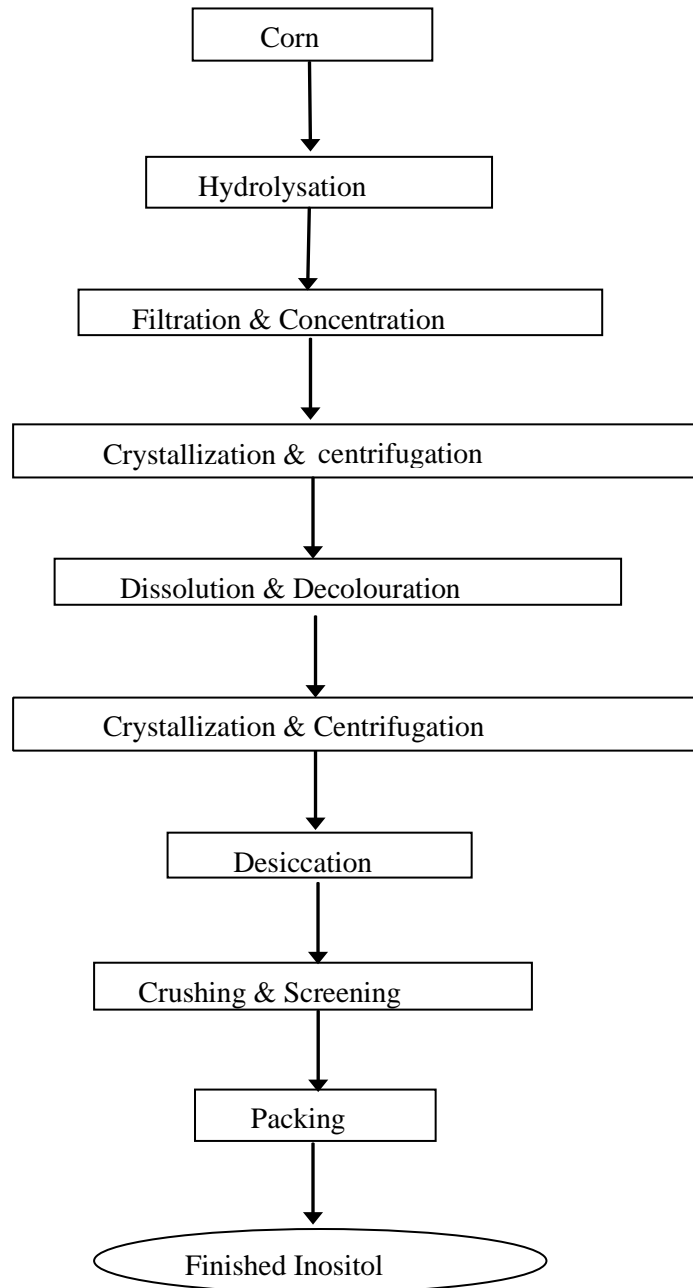 Corn
Hydrolysation
Filtration & Concentration
Crystallization & centrifugation
Dissolution & Decolouration
Crystallization & Centrifugation
Desiccation
Crushing & Screening
Packing
Finished Inositol